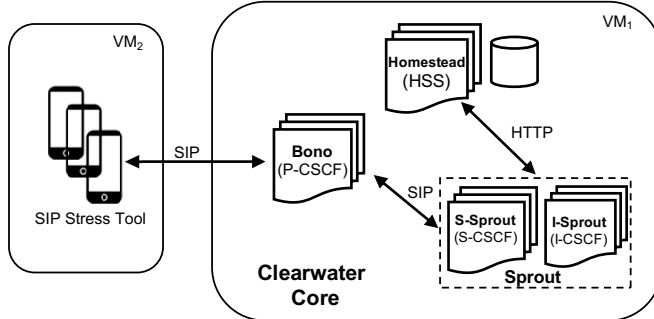 VM2
SIP Stress Tool
SIP
VM1
Homestead
(HSS)
HTTP
Bono
(P-CSCF)
SIP
S-Sprout
(S-CSCF)
I-Sprout
(I-CSCF)
Sprout
Clearwater
Core